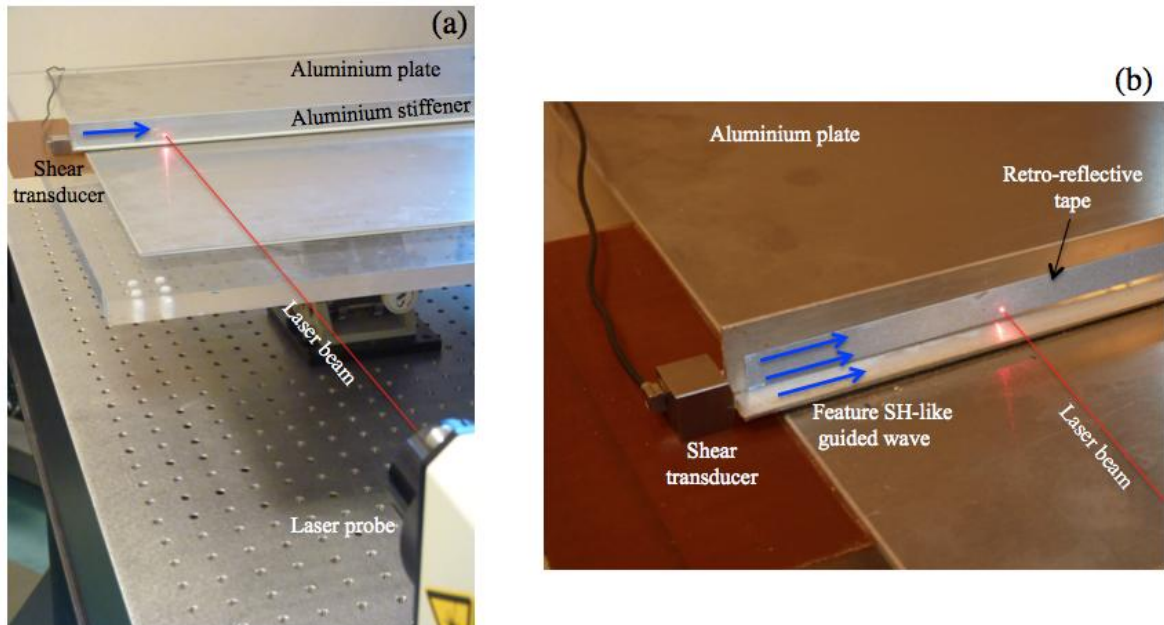 (a)
Aluminium plate
Aluminium stiffener
Shear
transducer
Laser beam
Laser probe
(b)
Aluminium plate
Retro-reflective
tape
Feature SH-like
guided wave
Shear
transducer
Laser beam